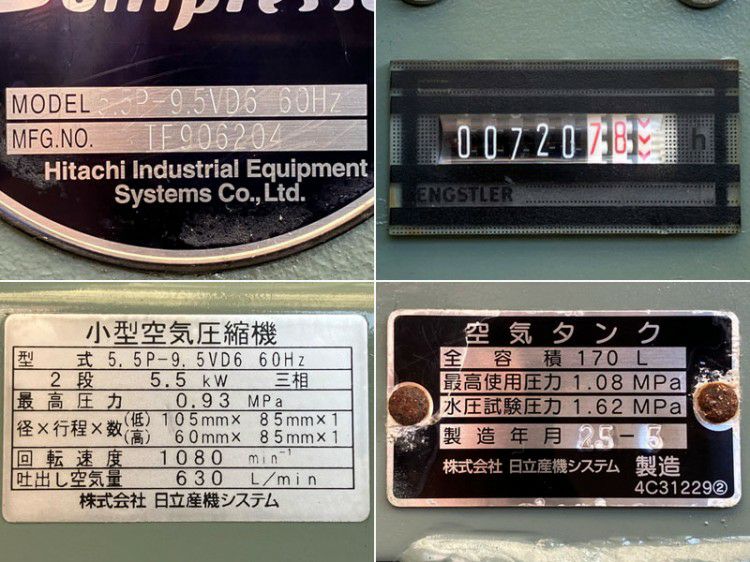 MODEL 5.5P-9.5VD6 60Hz
MFG.NO. TF906204
Hitachi Industrial Equipment
Systems Co.,Ltd.
0072078 h
ENGSTLER
小型空気圧縮機
型式 5.5P-9.5VD6 60Hz
2段 5.5 kW 三相
最高圧力 0.93 MPa
径×行程×数 (低) 105mm× 85mm×1
(高) 60mm× 85mm×1
回転速度 1080 min⁻¹
吐出し空気量 630 L/min
株式会社 日立産機システム
空気タンク
全容積 170 L
最高使用圧力 1.08 MPa
水圧試験圧力 1.62 MPa
製造年月 25-5
株式会社 日立産機システム 製造
4C31229②